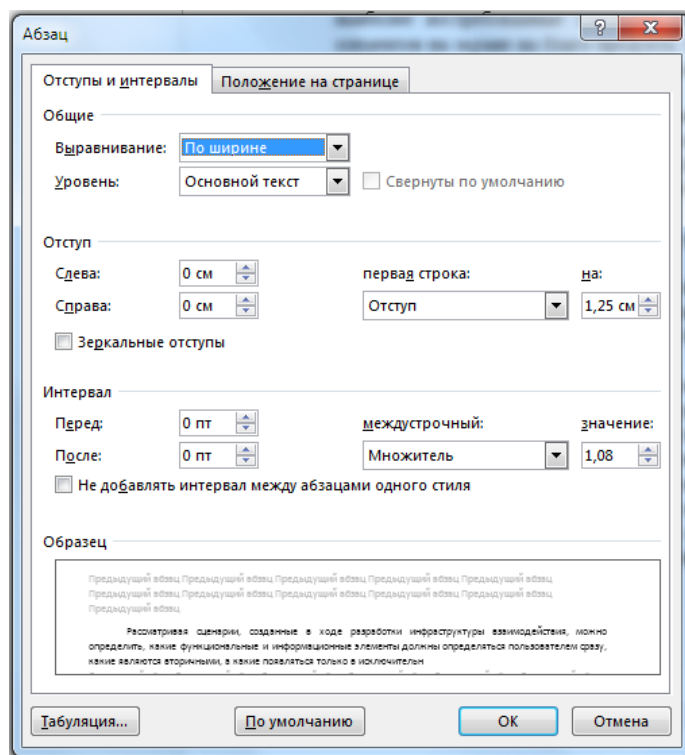 Абзац
Отступы и интервалы Положение на странице
Общие
Выравнивание: По ширине
Уровень: Основной текст Свернуты по умолчанию
Отступ
Слева: 0 см первая строка: на:
Справа: 0 см Отступ 1,25 см
Зеркальные отступы
Интервал
Перед: 0 пт междустрочный: значение:
После: 0 пт Множитель 1,08
Не добавлять интервал между абзацами одного стиля
Образец
Предыдущий абзац Предыдущий абзац Предыдущий абзац Предыдущий абзац Предыдущий абзац
Предыдущий абзац Предыдущий абзац Предыдущий абзац Предыдущий абзац Предыдущий абзац
Предыдущий абзац
Рассматривая сценарии, созданные в ходе разработки инфраструктуры взаимодействия, можно
определить, какие функциональные и информационные элементы должны определяться пользователем сразу,
какие являются вторичными, а какие появляться только в исключительн
Табуляция... По умолчанию ОК Отмена